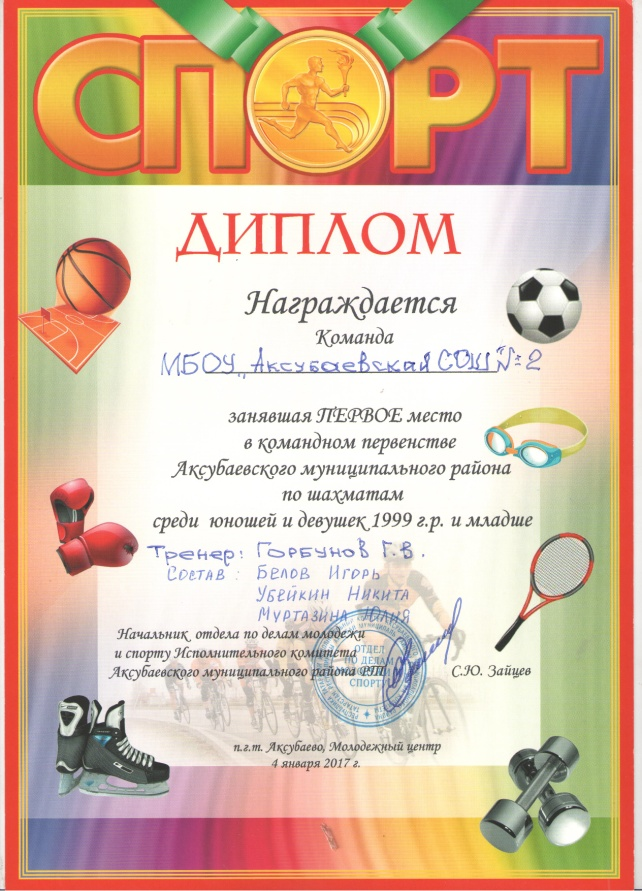 СПОРТ
ДИПЛОМ
Награждается
Команда
МБОУ „Аксубаевская СОШ №2
занявшая ПЕРВОЕ место
в командном первенстве
Аксубаевского муниципального района
по шахматам
среди юношей и девушек 1999 г.р. и младше
Тренер: Горбунов Г.В.
Состав: Белов Игорь
Убейкин Никита
Муртазина Юлия
Начальник отдела по делам молодежи
и спорту Исполнительного комитета
Аксубаевского муниципального района РТ
С.Ю. Зайцев
ОТДЕЛ
ПО ДЕЛАМ
МОЛОДЕЖИ И
СПОРТУ
п.г.т. Аксубаево, Молодежный центр
4 января 2017 г.